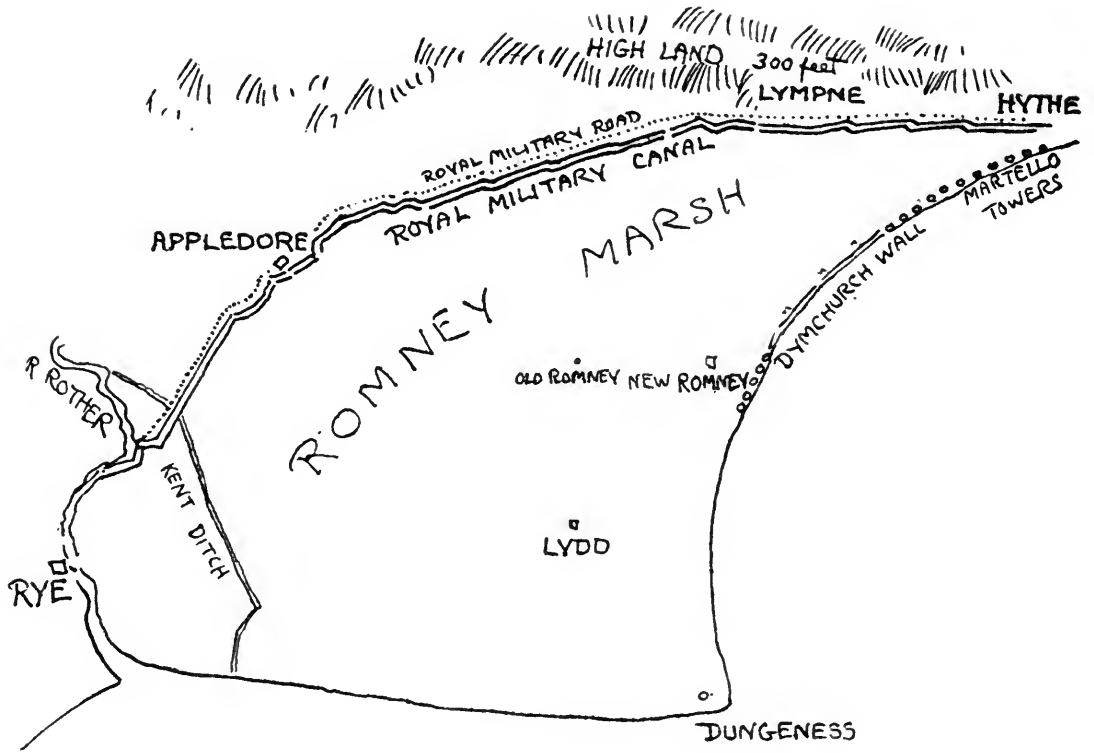 HIGH LAND
300 feet
LYMPNE
HYTHE
ROYAL MILITARY ROAD
ROYAL MILITARY CANAL
MARTELLO
TOWERS
APPLEDORE
ROMNEY MARSH
DYMCHURCH WALL
R ROTHER
OLD ROMNEY
NEW ROMNEY
KENT DITCH
LYDD
RYE
DUNGENESS